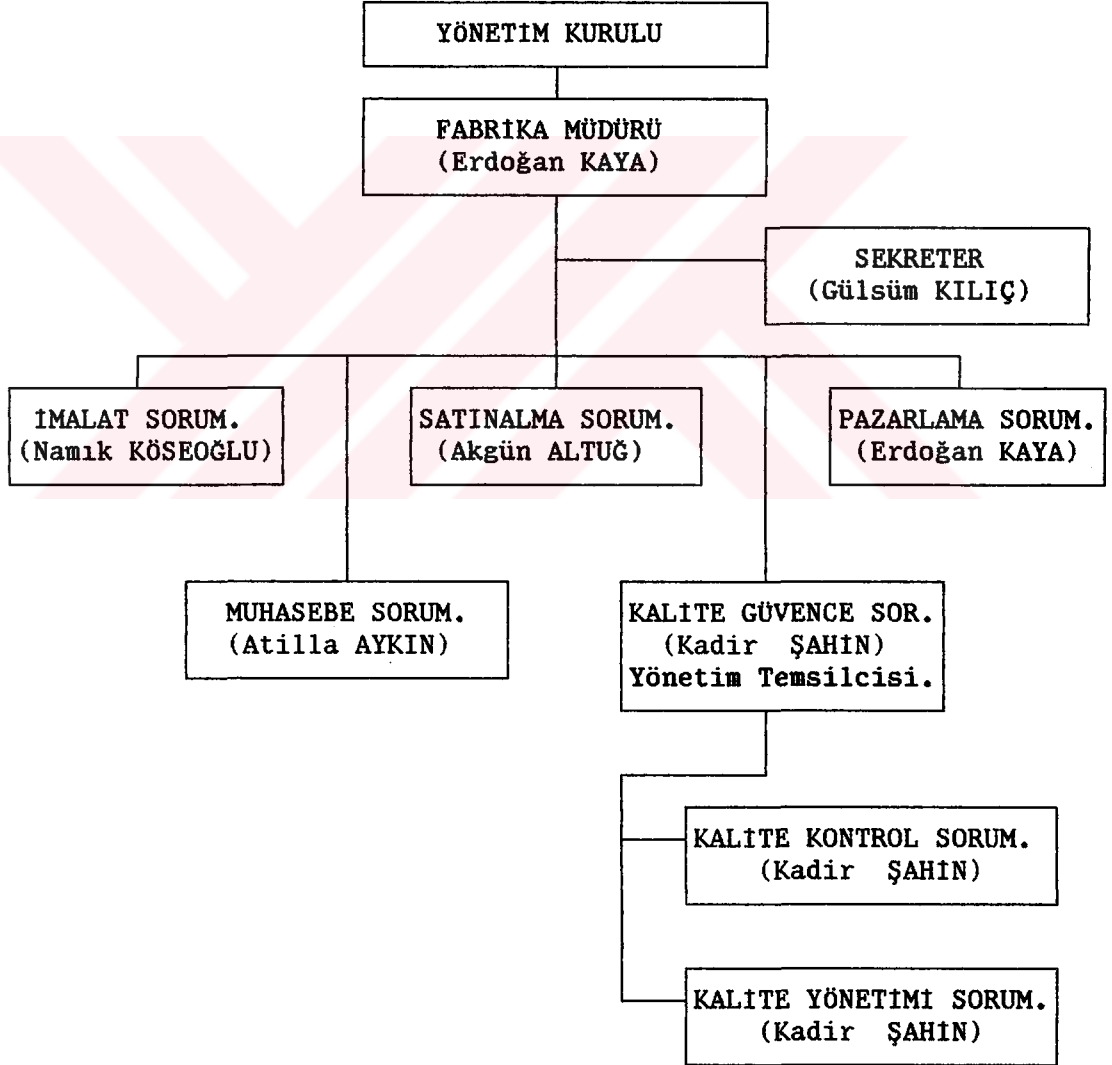 YÖNETİM KURULU
FABRİKA MÜDÜRÜ
(Erdoğan KAYA)
SEKRETER
(Gülsüm KILIÇ)
İMALAT SORUM.
(Namık KÖSEOĞLU)
SATINALMA SORUM.
(Akgün ALTUĞ)
PAZARLAMA SORUM.
(Erdoğan KAYA)
MUHASEBE SORUM.
(Atilla AYKIN)
KALİTE GÜVENCE SOR.
(Kadir ŞAHİN)
Yönetim Temsilcisi.
KALİTE KONTROL SORUM.
(Kadir ŞAHİN)
KALİTE YÖNETİMİ SORUM.
(Kadir ŞAHİN)